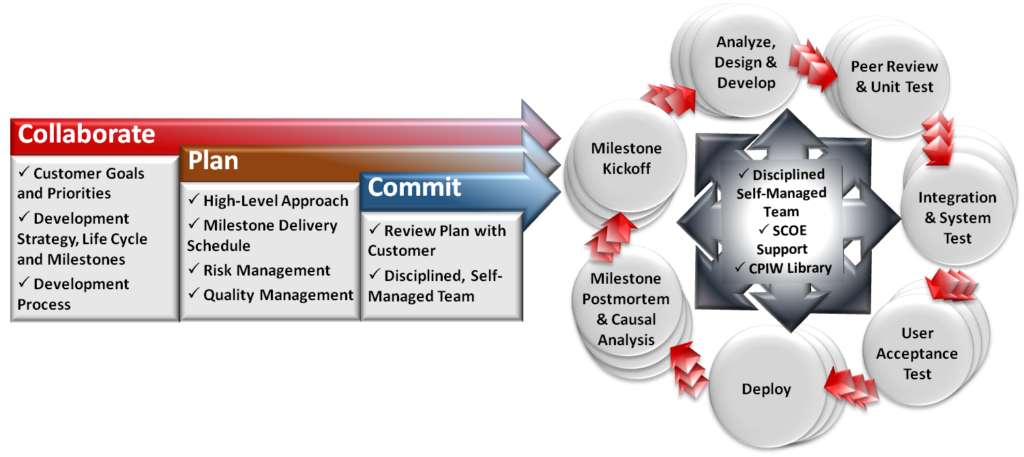 Collaborate
✓ Customer Goals
and Priorities
✓ Development
Strategy, Life Cycle
and Milestones
✓ Development
Process
Plan
✓ High-Level Approach
✓ Milestone Delivery
Schedule
✓ Risk Management
✓ Quality Management
Commit
✓ Review Plan with
Customer
✓ Disciplined, Self-
Managed Team
Milestone
Kickoff
Analyze,
Design &
Develop
Peer Review
& Unit Test
Integration
& System
Test
User
Acceptance
Test
Deploy
Milestone
Postmortem
& Causal
Analysis
✓ Disciplined
Self-Managed
Team
✓ SCOE
Support
✓ CPIW Library